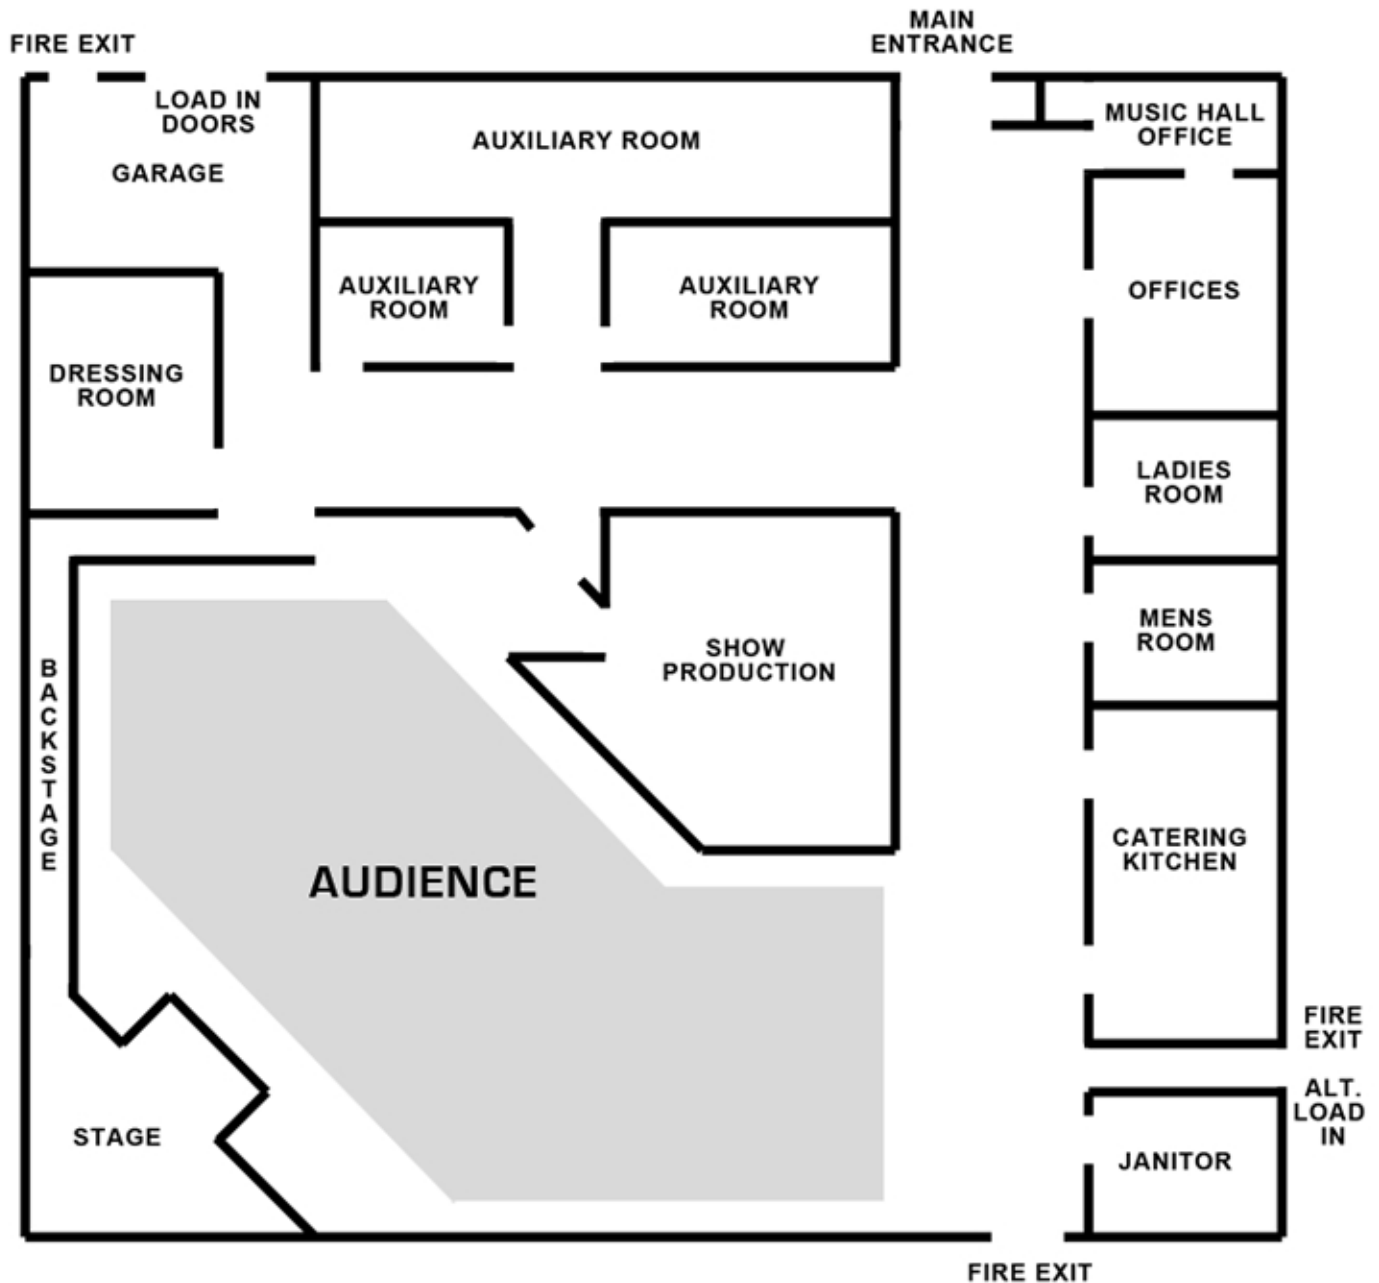 MAIN
ENTRANCE
FIRE EXIT
LOAD IN
DOORS
GARAGE
AUXILIARY ROOM
MUSIC HALL
OFFICE
AUXILIARY
ROOM
AUXILIARY
ROOM
OFFICES
DRESSING
ROOM
LADIES
ROOM
MENS
ROOM
SHOW
PRODUCTION
BACKSTAGE
AUDIENCE
CATERING
KITCHEN
FIRE
EXIT
ALT.
LOAD
IN
STAGE
JANITOR
FIRE EXIT